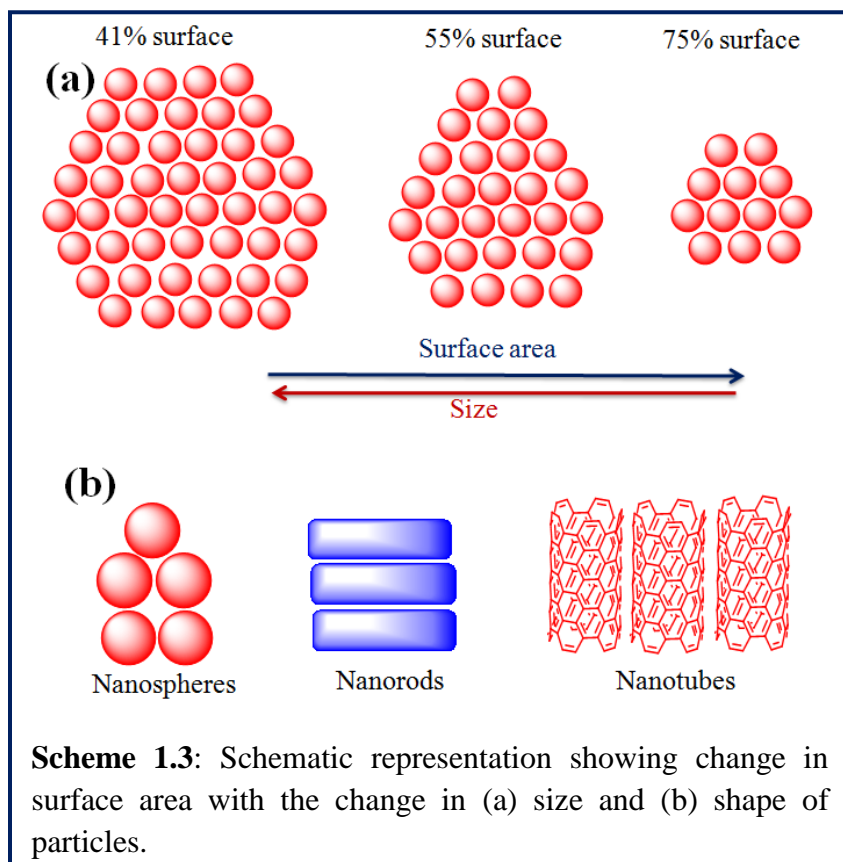 41% surface 55% surface 75% surface
(a)
Surface area
Size
(b)
Nanospheres Nanorods Nanotubes
Scheme 1.3: Schematic representation showing change in
surface area with the change in (a) size and (b) shape of
particles.